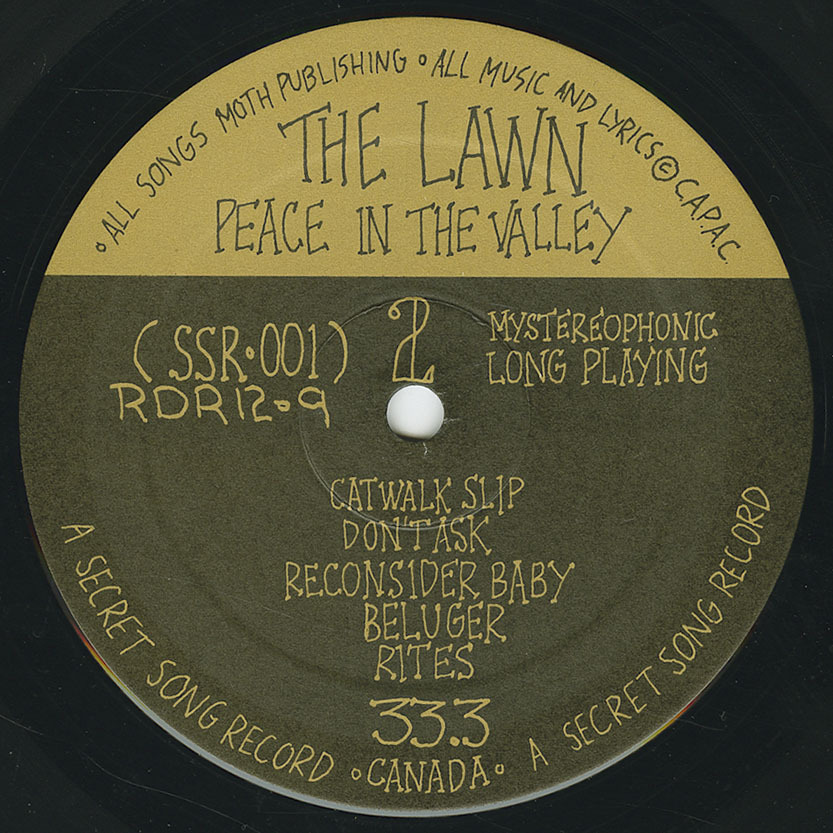 • ALL SONGS MOTH PUBLISHING • ALL MUSIC AND LYRICS © C.A.P.A.C.
THE LAWN
PEACE IN THE VALLEY
(SSR•001)
RDR12•9
2
MYSTEREOPHONIC
LONG PLAYING
CATWALK SLIP
DON'T ASK
RECONSIDER BABY
BELUGER
RITES
33.3
A SECRET SONG RECORD • CANADA • A SECRET SONG RECORD